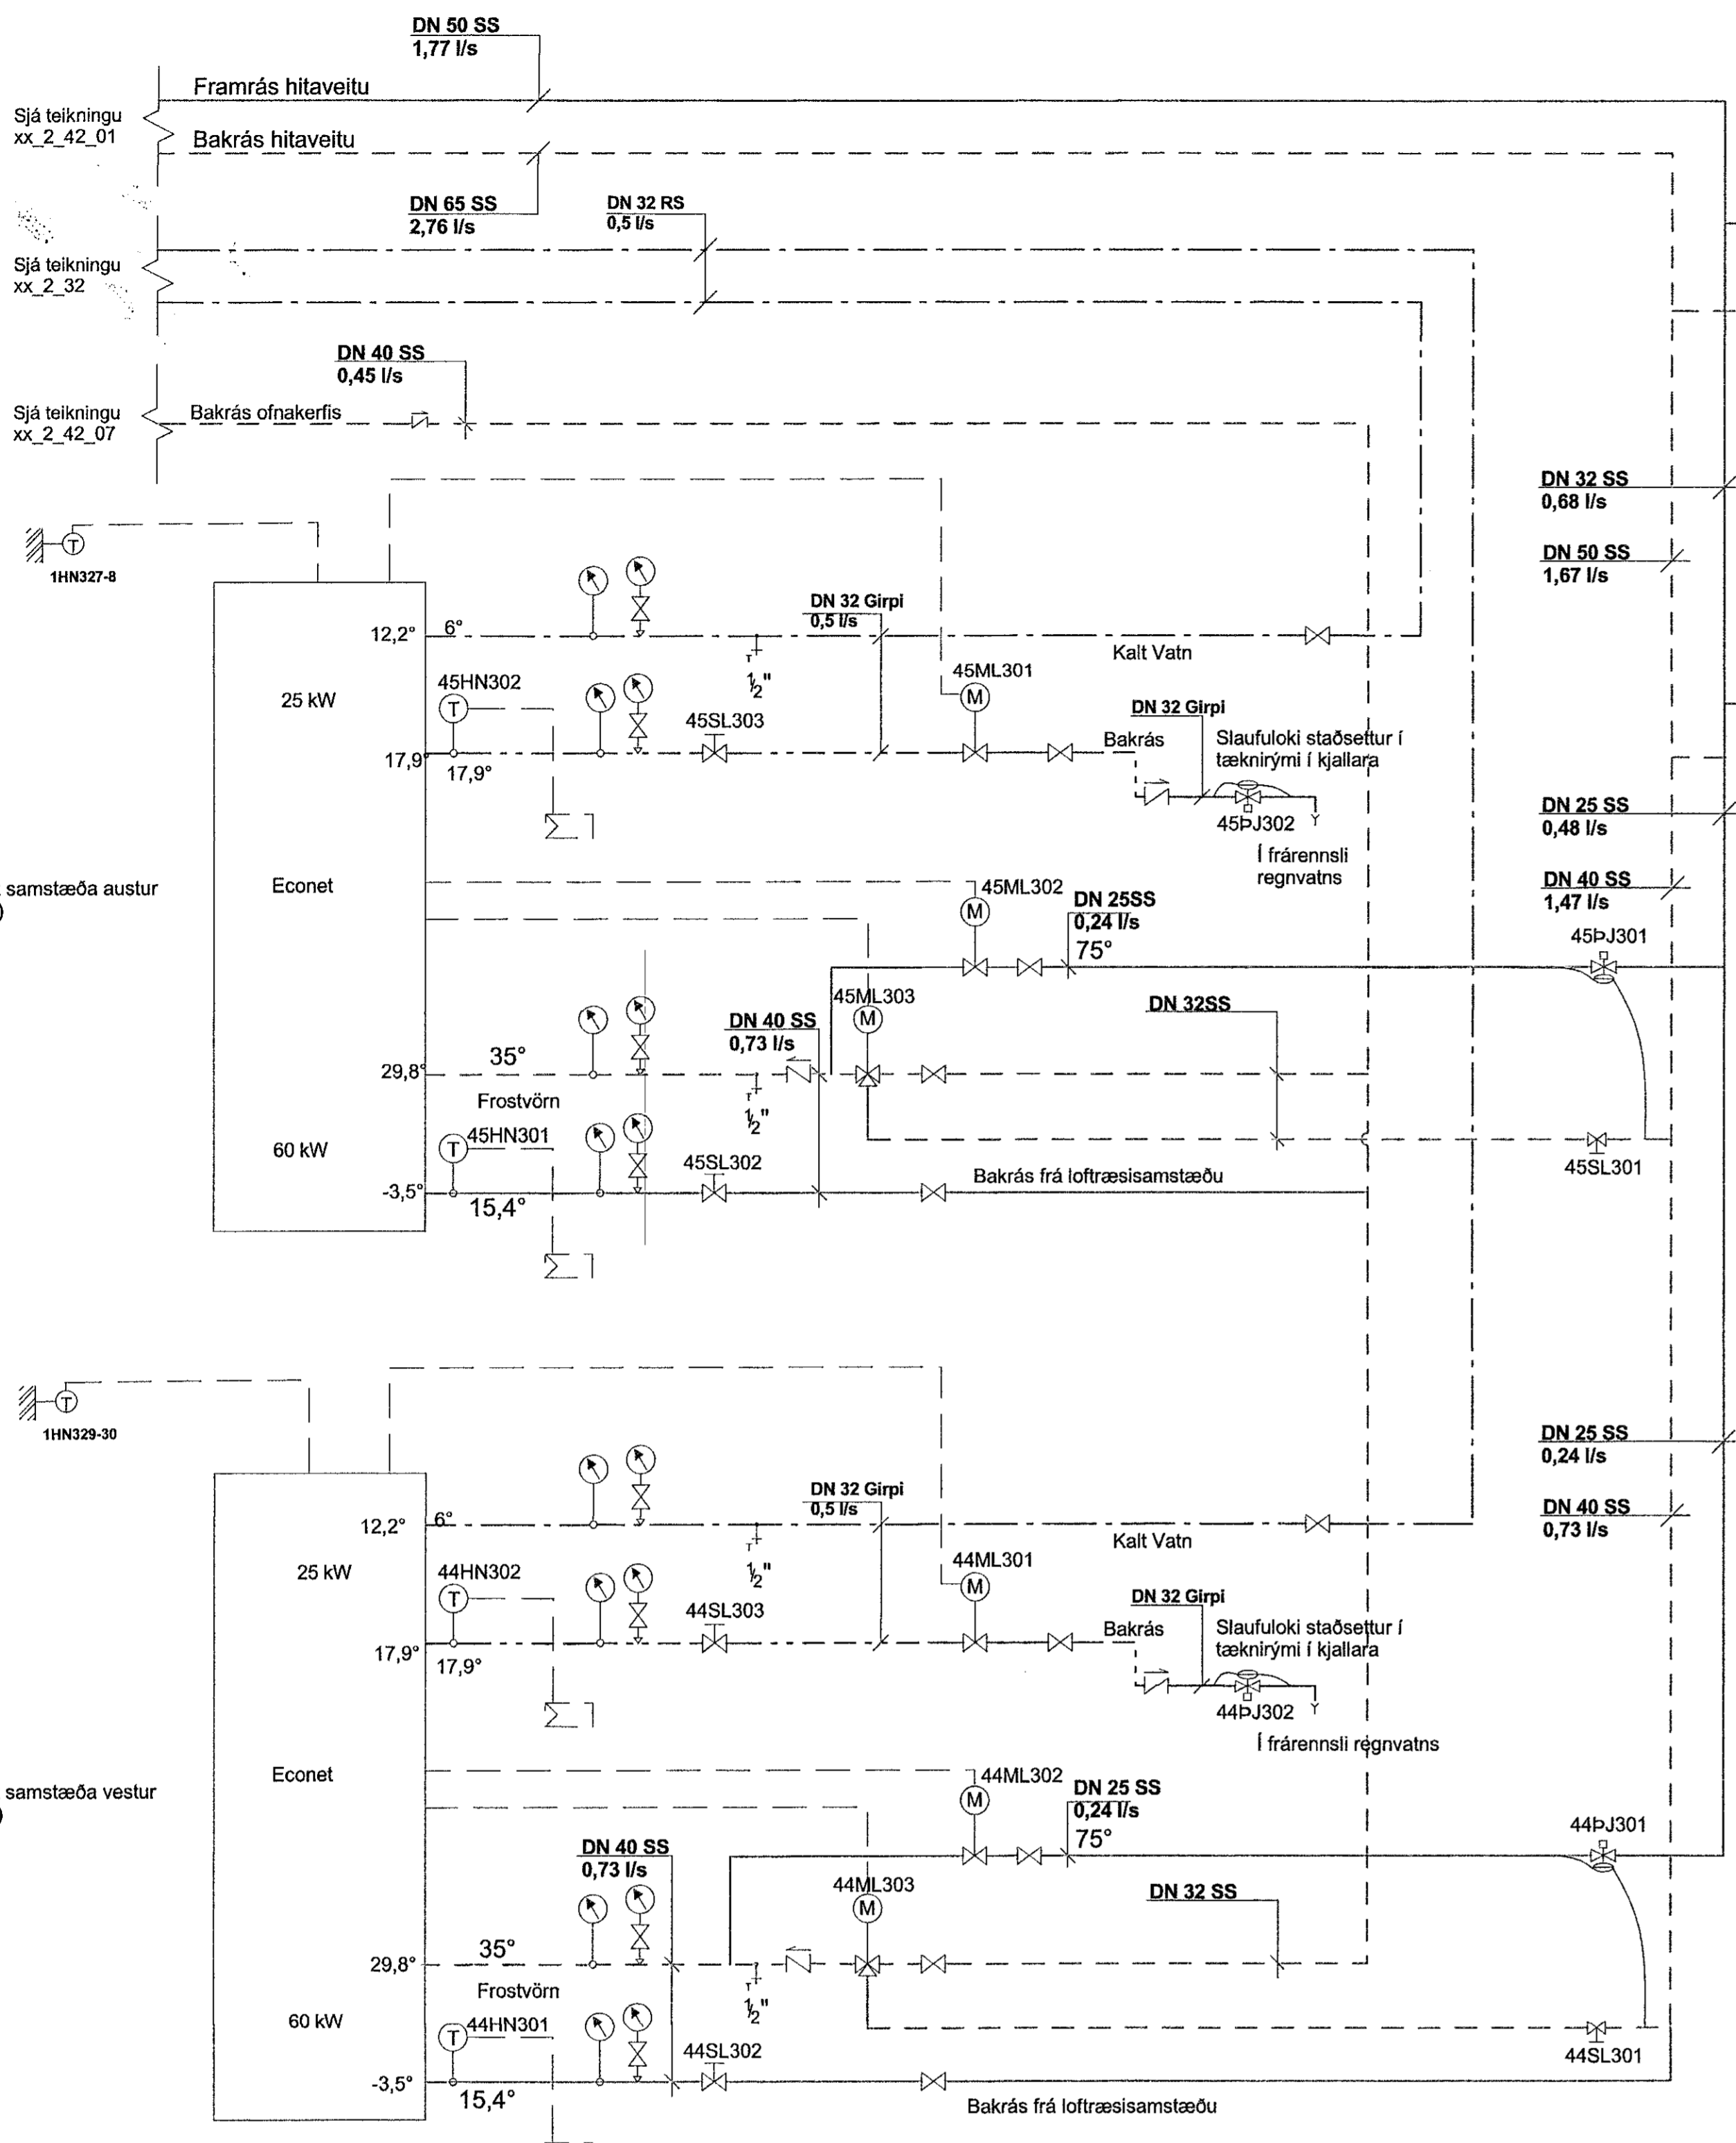 DN 50 SS
1,77 l/s
Framrás hitaveitu
Sjá teikningu
xx_2_42_01
Bakrás hitaveitu
DN 65 SS
2,76 l/s
DN 32 RS
0,5 l/s
Sjá teikningu
xx_2_32
DN 40 SS
0,45 l/s
Sjá teikningu
xx_2_42_07
Bakrás ofnakerfis
DN 32 SS
0,68 l/s
DN 50 SS
1,67 l/s
T
1HN327-8
12,2°
6°
DN 32 Girpi
0,5 l/s
Kalt Vatn
½"
25 kW
45HN302
T
45SL303
45ML301
M
17,9°
17,9°
Bakrás
DN 32 Girpi
Slaufuloki staðsettur í
tæknirými í kjallara
45ÞJ302
Í frárennsli
regnvatns
DN 25 SS
0,48 l/s
DN 40 SS
1,47 l/s
samstæða austur
)
Econet
45ML302
M
DN 25SS
0,24 l/s
75°
45ÞJ301
45ML303
M
DN 32SS
DN 40 SS
0,73 l/s
29,8°
35°
Frostvörn
½"
60 kW
T
45HN301
45SL302
-3,5°
15,4°
Bakrás frá loftræsisamstæðu
45SL301
T
1HN329-30
DN 25 SS
0,24 l/s
DN 40 SS
0,73 l/s
12,2°
6°
DN 32 Girpi
0,5 l/s
Kalt Vatn
½"
25 kW
44HN302
T
44SL303
44ML301
M
17,9°
17,9°
Bakrás
DN 32 Girpi
Slaufuloki staðsettur í
tæknirými í kjallara
44ÞJ302
Í frárennsli regnvatns
samstæða vestur
)
Econet
44ML302
M
DN 25 SS
0,24 l/s
75°
44ÞJ301
DN 40 SS
0,73 l/s
44ML303
M
DN 32 SS
29,8°
35°
Frostvörn
½"
60 kW
T
44HN301
44SL302
-3,5°
15,4°
Bakrás frá loftræsisamstæðu
44SL301